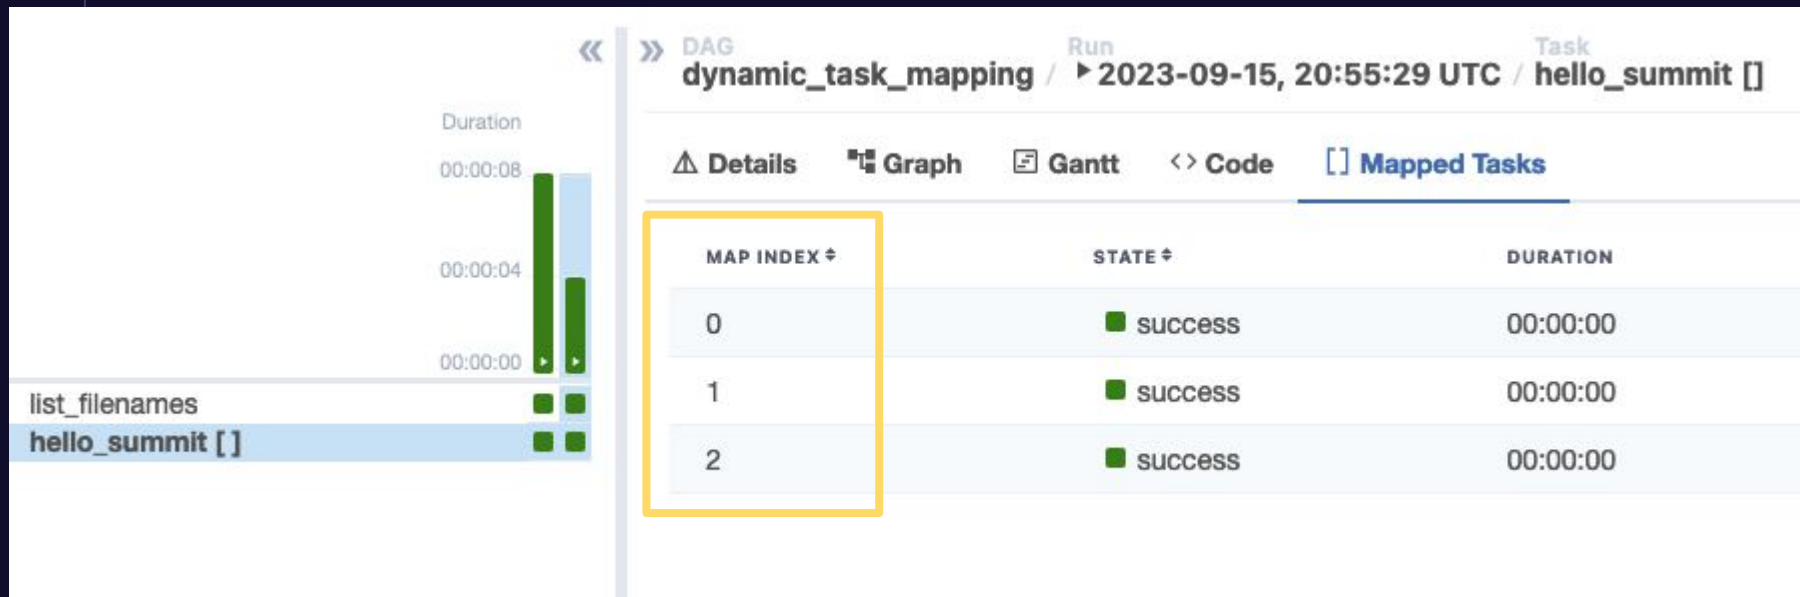 Duration
00:00:08
00:00:04
00:00:00
list_filenames
hello_summit [ ]
DAG Run Task
dynamic_task_mapping / 2023-09-15, 20:55:29 UTC / hello_summit []
Details Graph Gantt <> Code [] Mapped Tasks
MAP INDEX STATE DURATION
0 success 00:00:00
1 success 00:00:00
2 success 00:00:00